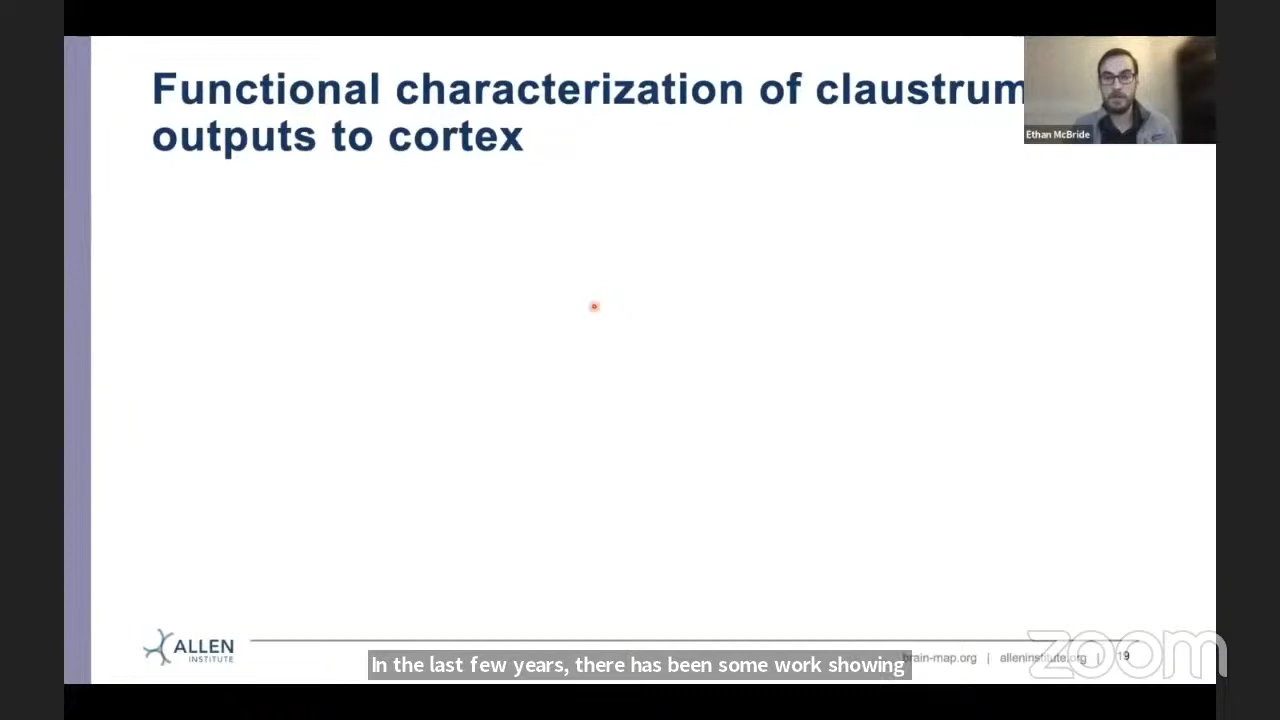 Functional characterization of claustrum
outputs to cortex
Ethan McBride
ALLEN
INSTITUTE
brain-map.org | alleninstitute.org | 19
In the last few years, there has been some work showing
zoom